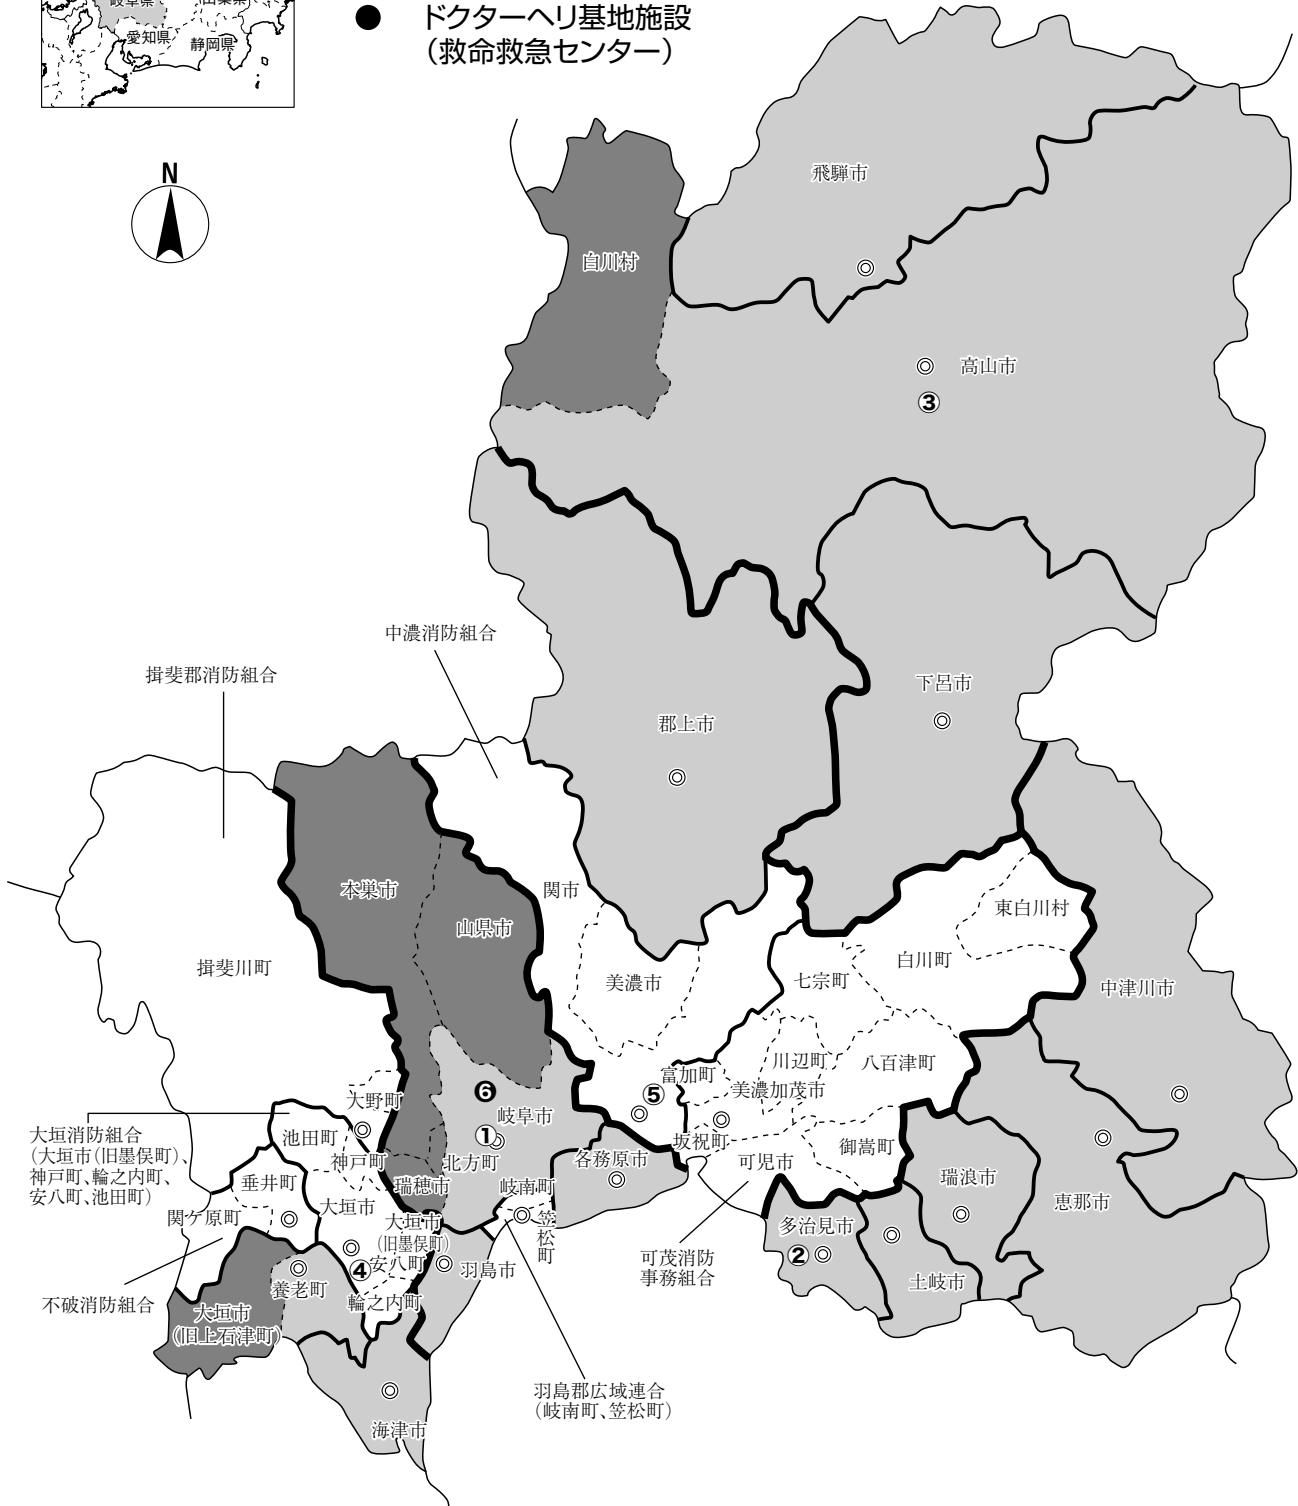 岐阜県
山梨県
愛知県
静岡県
● ドクターヘリ基地施設
（救命救急センター）
N
飛騨市
白川村
高山市
③
中濃消防組合
揖斐郡消防組合
下呂市
郡上市
本巣市
関市
山県市
東白川村
揖斐川町
美濃市
七宗町
白川町
中津川市
川辺町
八百津町
富加町
美濃加茂市
⑤
❻
大野町
岐阜市
①
大垣消防組合
（大垣市（旧墨俣町）、
神戸町、輪之内町、
安八町、池田町）
池田町
神戸町
北方町
各務原市
坂祝町
可児市
御嵩町
垂井町
瑞穂市
岐南町
瑞浪市
恵那市
関ケ原町
大垣市
大垣市
（旧墨俣町）
笠松町
多治見市
②
安八町
④
羽島市
可茂消防
事務組合
土岐市
不破消防組合
養老町
輪之内町
大垣市
（旧上石津町）
羽島郡広域連合
（岐南町、笠松町）
海津市